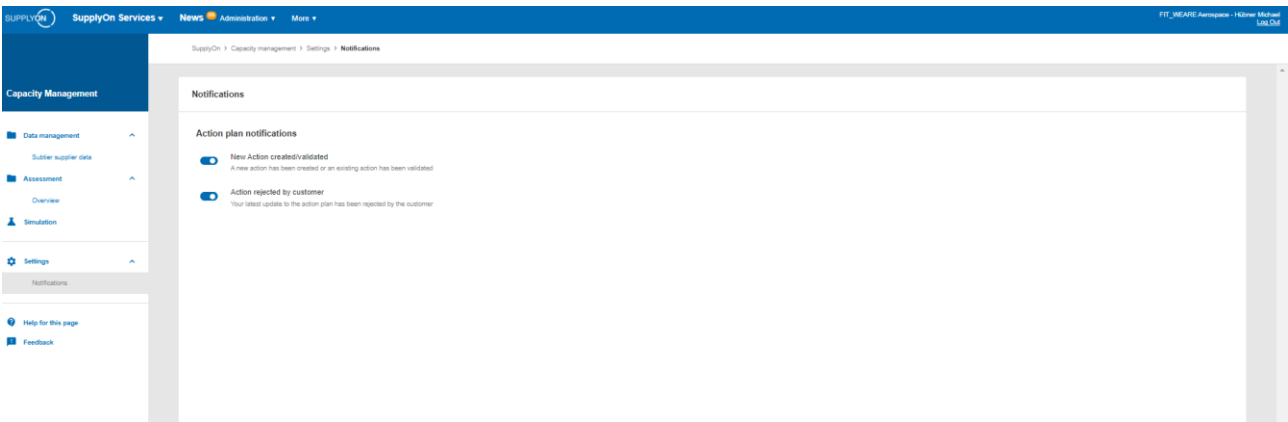 SUPPLYON
SupplyOn Services ▾ News Administration ▾ More ▾
FIT_WEARE Aerospace - Hübner Michael
Log Out
SupplyOn > Capacity management > Settings > Notifications
Capacity Management
Data management
Subtier supplier data
Assessment
Overview
Simulation
Settings
Notifications
Help for this page
Feedback
Notifications
Action plan notifications
New Action created/validated
A new action has been created or an existing action has been validated
Action rejected by customer
Your latest update to the action plan has been rejected by the customer